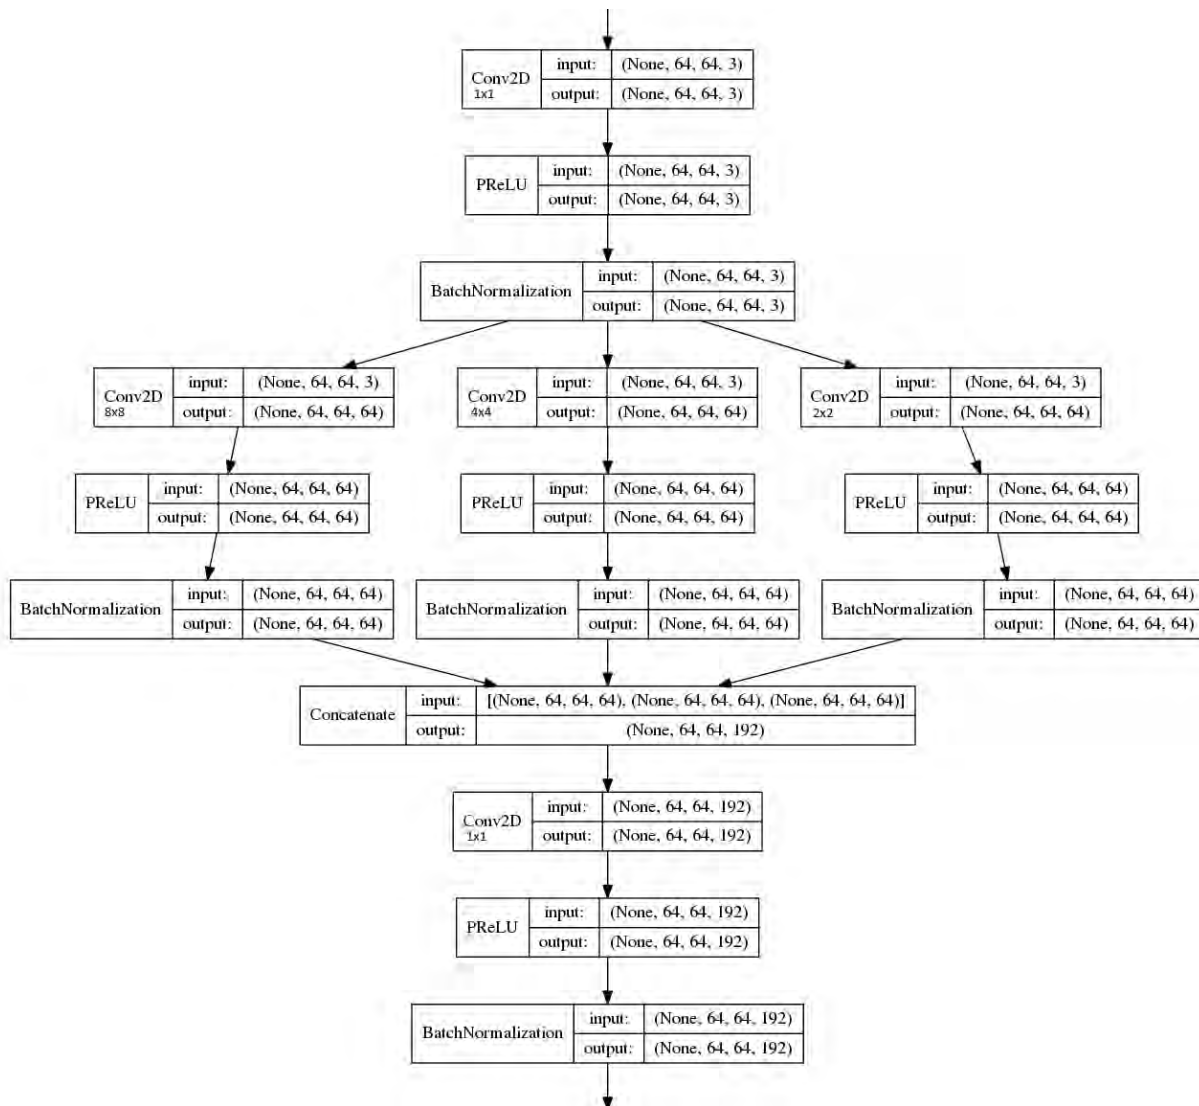 Conv2D
1x1
input: (None, 64, 64, 3)
output: (None, 64, 64, 3)
PReLU
input: (None, 64, 64, 3)
output: (None, 64, 64, 3)
BatchNormalization
input: (None, 64, 64, 3)
output: (None, 64, 64, 3)
Conv2D
8x8
input: (None, 64, 64, 3)
output: (None, 64, 64, 64)
Conv2D
4x4
input: (None, 64, 64, 3)
output: (None, 64, 64, 64)
Conv2D
2x2
input: (None, 64, 64, 3)
output: (None, 64, 64, 64)
PReLU
input: (None, 64, 64, 64)
output: (None, 64, 64, 64)
PReLU
input: (None, 64, 64, 64)
output: (None, 64, 64, 64)
PReLU
input: (None, 64, 64, 64)
output: (None, 64, 64, 64)
BatchNormalization
input: (None, 64, 64, 64)
output: (None, 64, 64, 64)
BatchNormalization
input: (None, 64, 64, 64)
output: (None, 64, 64, 64)
BatchNormalization
input: (None, 64, 64, 64)
output: (None, 64, 64, 64)
Concatenate
input: [(None, 64, 64, 64), (None, 64, 64, 64), (None, 64, 64, 64)]
output: (None, 64, 64, 192)
Conv2D
1x1
input: (None, 64, 64, 192)
output: (None, 64, 64, 192)
PReLU
input: (None, 64, 64, 192)
output: (None, 64, 64, 192)
BatchNormalization
input: (None, 64, 64, 192)
output: (None, 64, 64, 192)